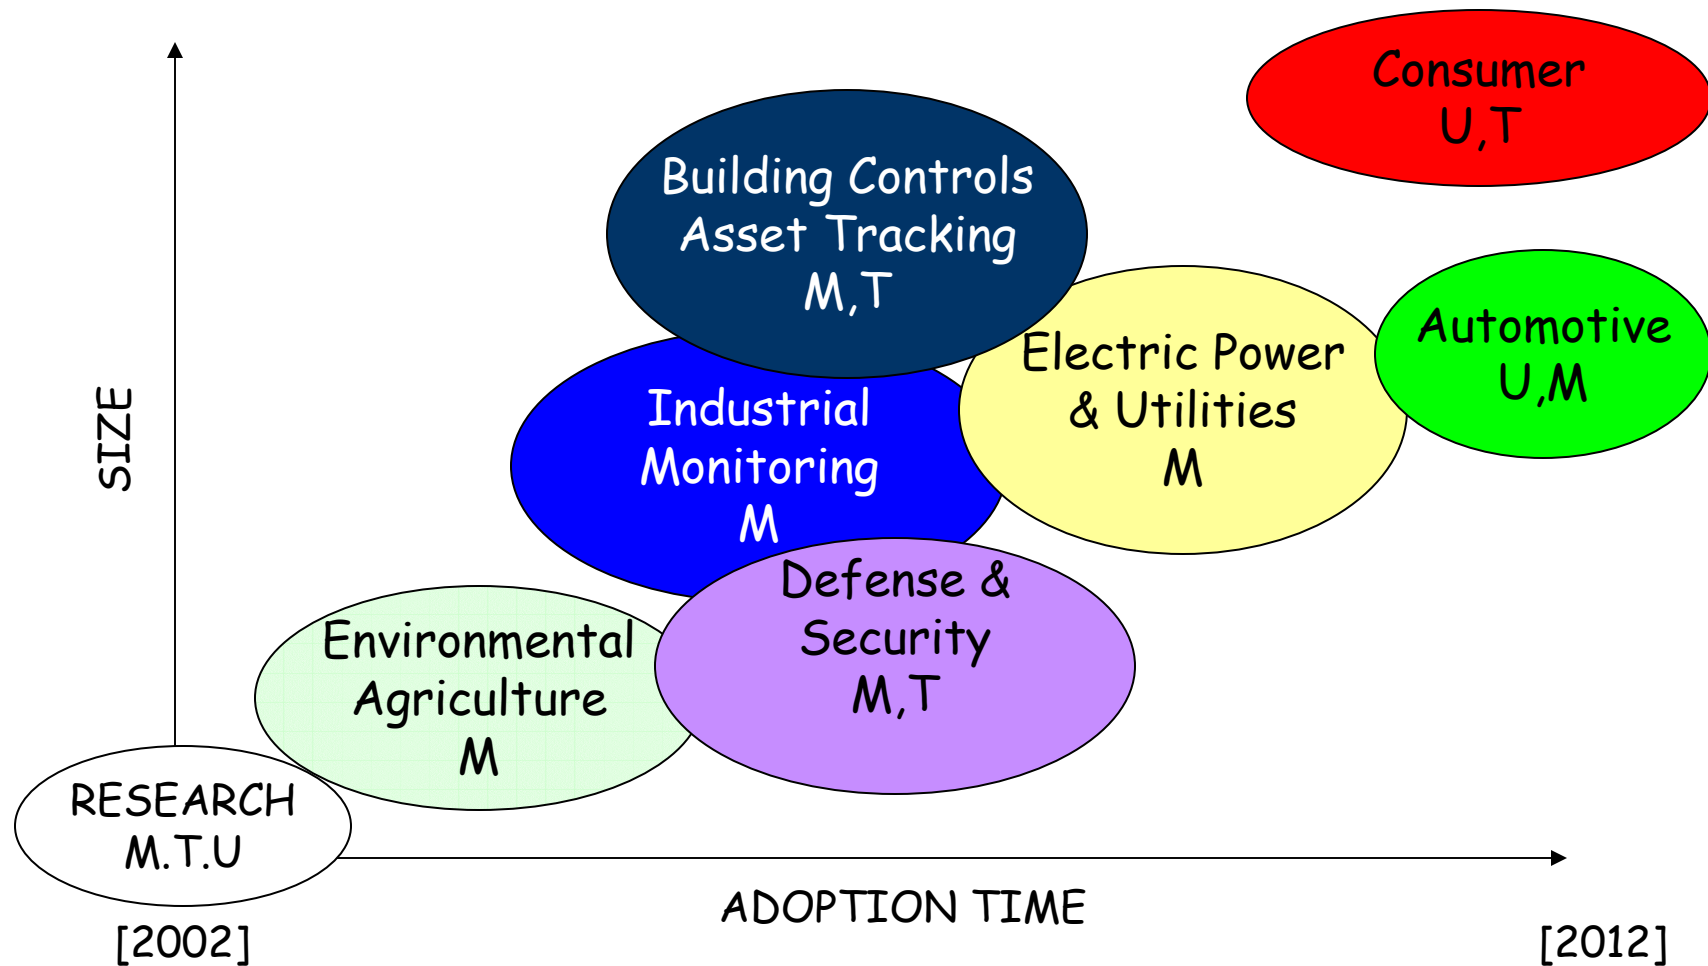 Consumer
U,T
Building Controls
Asset Tracking
M,T
Electric Power
& Utilities
M
Automotive
U,M
SIZE
Industrial
Monitoring
M
Defense &
Security
M,T
Environmental
Agriculture
M
RESEARCH
M.T.U
ADOPTION TIME
[2002]
[2012]